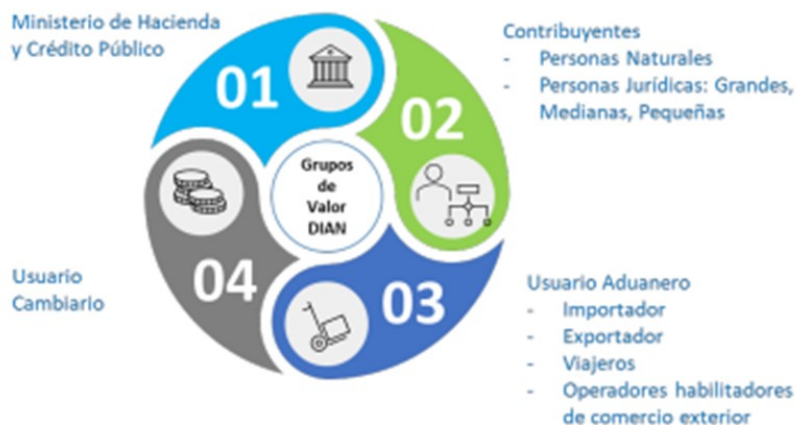 Ministerio de Hacienda
y Crédito Público
01
Contribuyentes
- Personas Naturales
- Personas Jurídicas: Grandes,
Medianas, Pequeñas
02
Grupos
de
Valor
DIAN
Usuario
Cambiario
04
03
Usuario Aduanero
- Importador
- Exportador
- Viajeros
- Operadores habilitadores
de comercio exterior